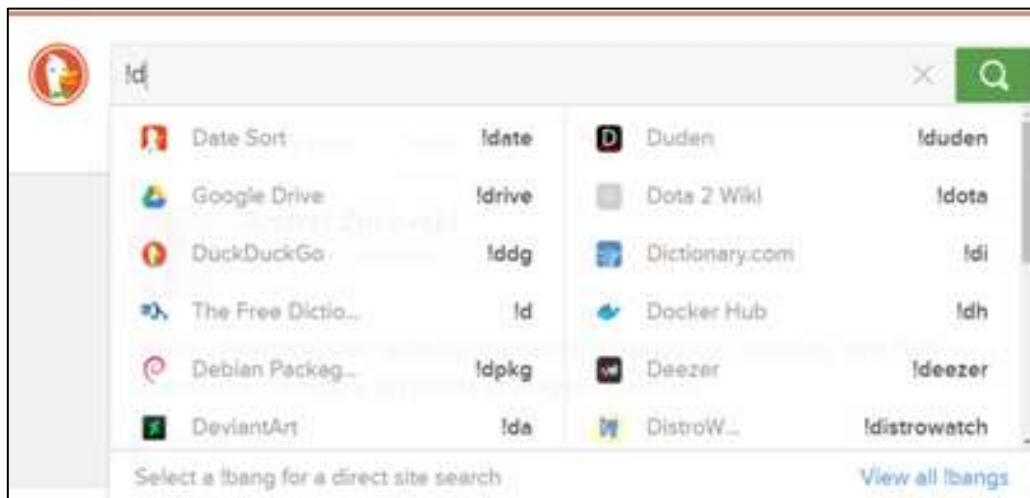 !d
Date Sort !date Duden !duden
Google Drive !drive Dota 2 Wiki !dota
DuckDuckGo !ddg Dictionary.com !di
The Free Dictio... !d Docker Hub !dh
Debian Packag... !dpkg Deezer !deezer
DeviantArt !da DistroW... !distrowatch
Select a !bang for a direct site search View all !bangs